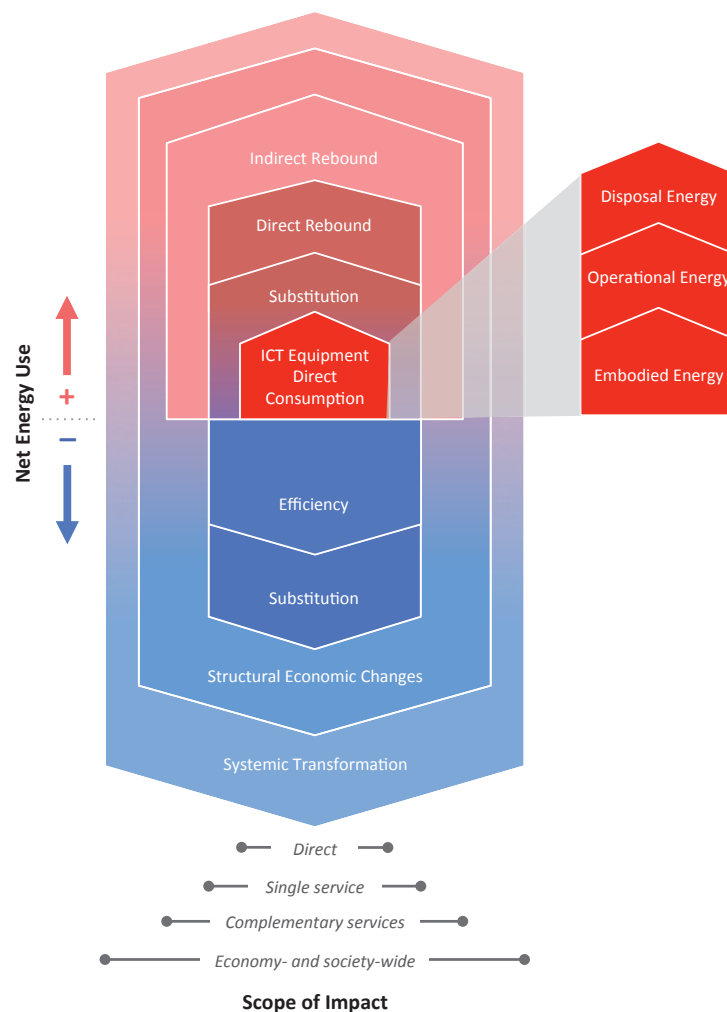 Indirect Rebound
Direct Rebound
Substitution
ICT Equipment
Direct
Consumption
Disposal Energy
Operational Energy
Embodied Energy
Net Energy Use
+
−
Efficiency
Substitution
Structural Economic Changes
Systemic Transformation
Direct
Single service
Complementary services
Economy- and society-wide
Scope of Impact